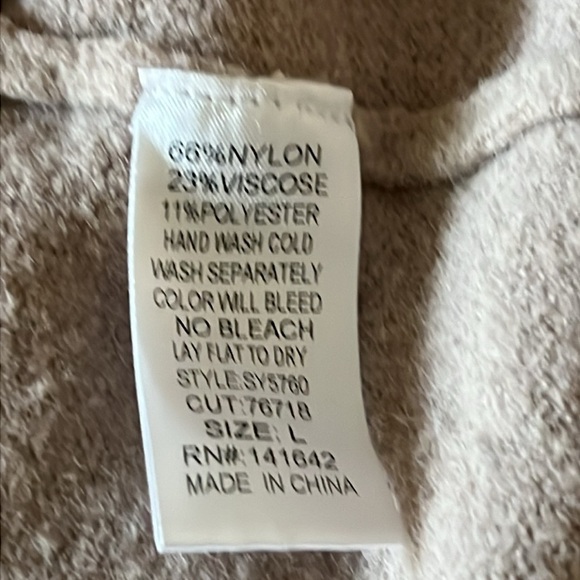 66%NYLON
23%VISCOSE
11%POLYESTER
HAND WASH COLD
WASH SEPARATELY
COLOR WILL BLEED
NO BLEACH
LAY FLAT TO DRY
STYLE:SY5760
CUT:76718
SIZE: L
RN#:141642
MADE IN CHINA